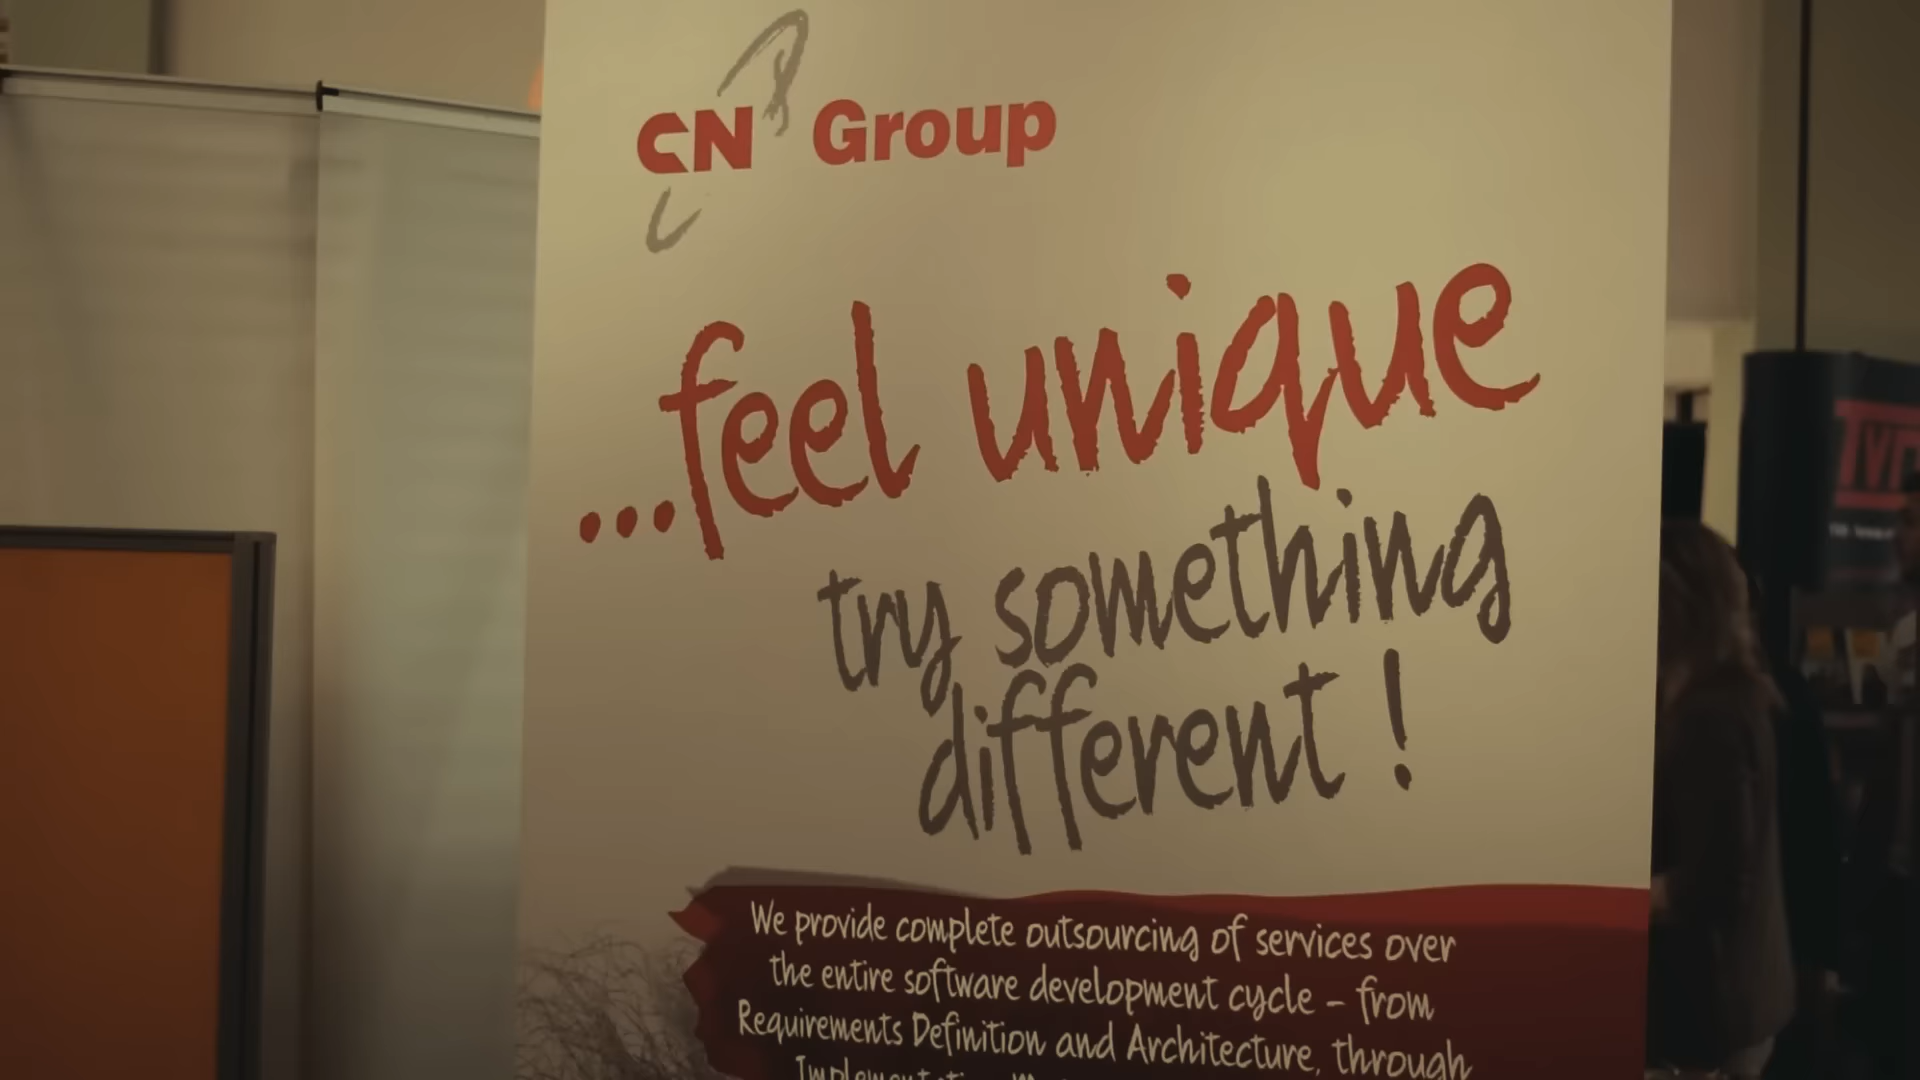 CN Group
...feel unique
try something
different!
We provide complete outsourcing of services over
the entire software development cycle – from
Requirements Definition and Architecture, through